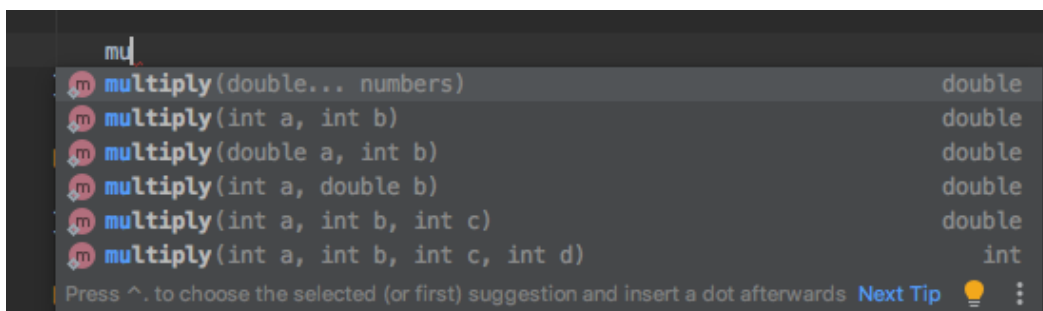 mu
multiply(double... numbers) double
multiply(int a, int b) double
multiply(double a, int b) double
multiply(int a, double b) double
multiply(int a, int b, int c) double
multiply(int a, int b, int c, int d) int
Press ^. to choose the selected (or first) suggestion and insert a dot afterwards Next Tip